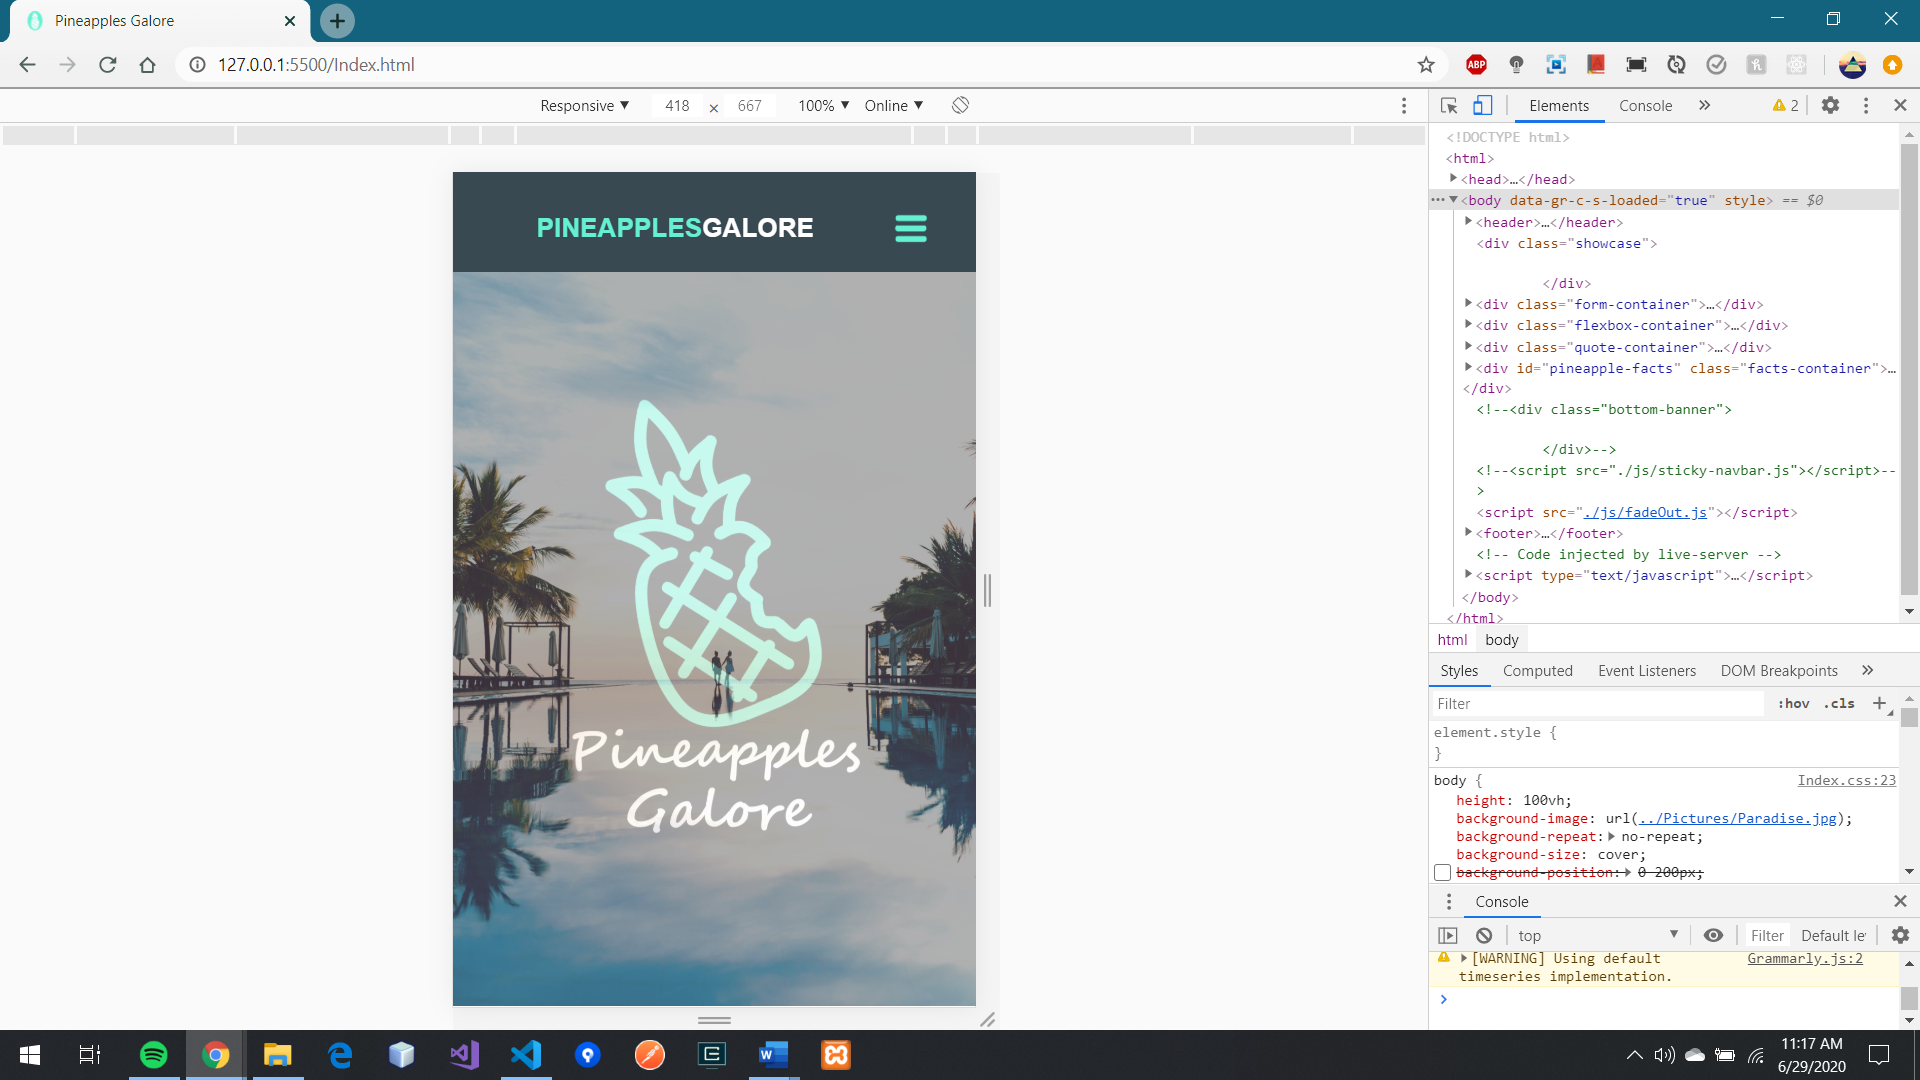 Pineapples Galore
127.0.0.1:5500/Index.html
ABP
Responsive ▼ 418 × 667 100% ▼ Online ▼
Elements Console » 2
PINEAPPLESGALORE
Pineapples
Galore
<!DOCTYPE html>
<html>
<head>…</head>
<body data-gr-c-s-loaded="true" style> == $0
<header>…</header>
<div class="showcase">
</div>
<div class="form-container">…</div>
<div class="flexbox-container">…</div>
<div class="quote-container">…</div>
<div id="pineapple-facts" class="facts-container">…
</div>
<!--<div class="bottom-banner">
</div>-->
<!--<script src="./js/sticky-navbar.js"></script>--
>
<script src="./js/fadeOut.js"></script>
<footer>…</footer>
<!-- Code injected by live-server -->
<script type="text/javascript">…</script>
</body>
</html>
html body
Styles Computed Event Listeners DOM Breakpoints »
Filter :hov .cls +
element.style {
}
body { Index.css:23
height: 100vh;
background-image: url(../Pictures/Paradise.jpg);
background-repeat: no-repeat;
background-size: cover;
background-position: 0 200px;
Console
top Filter Default le
[WARNING] Using default Grammarly.js:2
timeseries implementation.
11:17 AM
6/29/2020